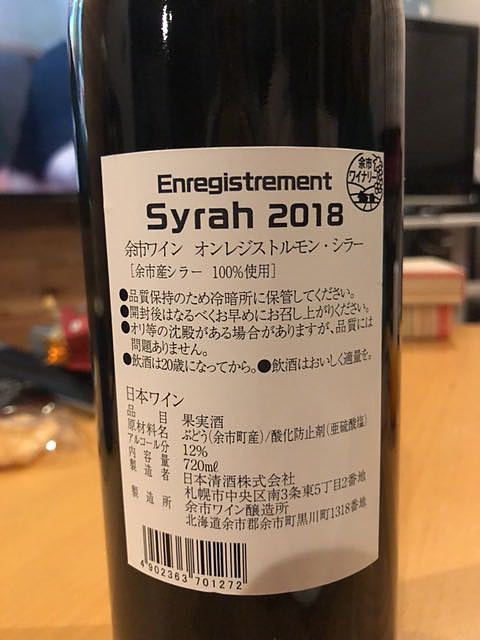 余市
ワイナリー
Enregistrement
Syrah 2018
余市ワイン オンレジストルモン・シラー
［余市産シラー 100%使用］
●品質保持のため冷暗所に保管してください。
●開封後はなるべくお早めにお召し上がりください。
●オリ等の沈殿がある場合がありますが、品質には
問題ありません。
●飲酒は20歳になってから。●飲酒はおいしく適量を。
日本ワイン
品目 果実酒
原材料名 ぶどう(余市町産)/酸化防止剤(亜硫酸塩)
アルコール分 12%
内容量 720mℓ
製造者 日本清酒株式会社
札幌市中央区南3条東5丁目2番地
製造所 余市ワイン醸造所
北海道余市郡余市町黒川町1318番地
4 902363 701272